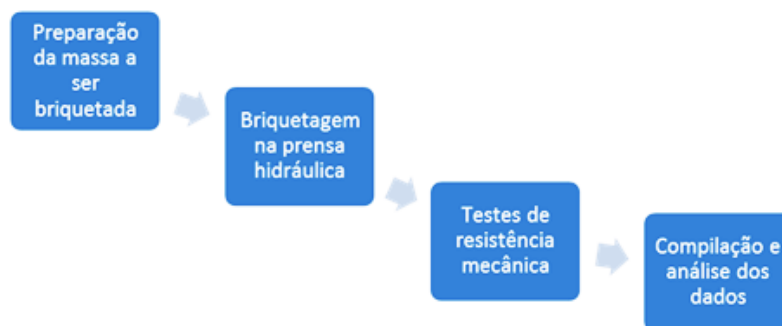 Preparação
da massa a
ser
briquetada
Briquetagem
na prensa
hidráulica
Testes de
resistência
mecânica
Compilação e
análise dos
dados